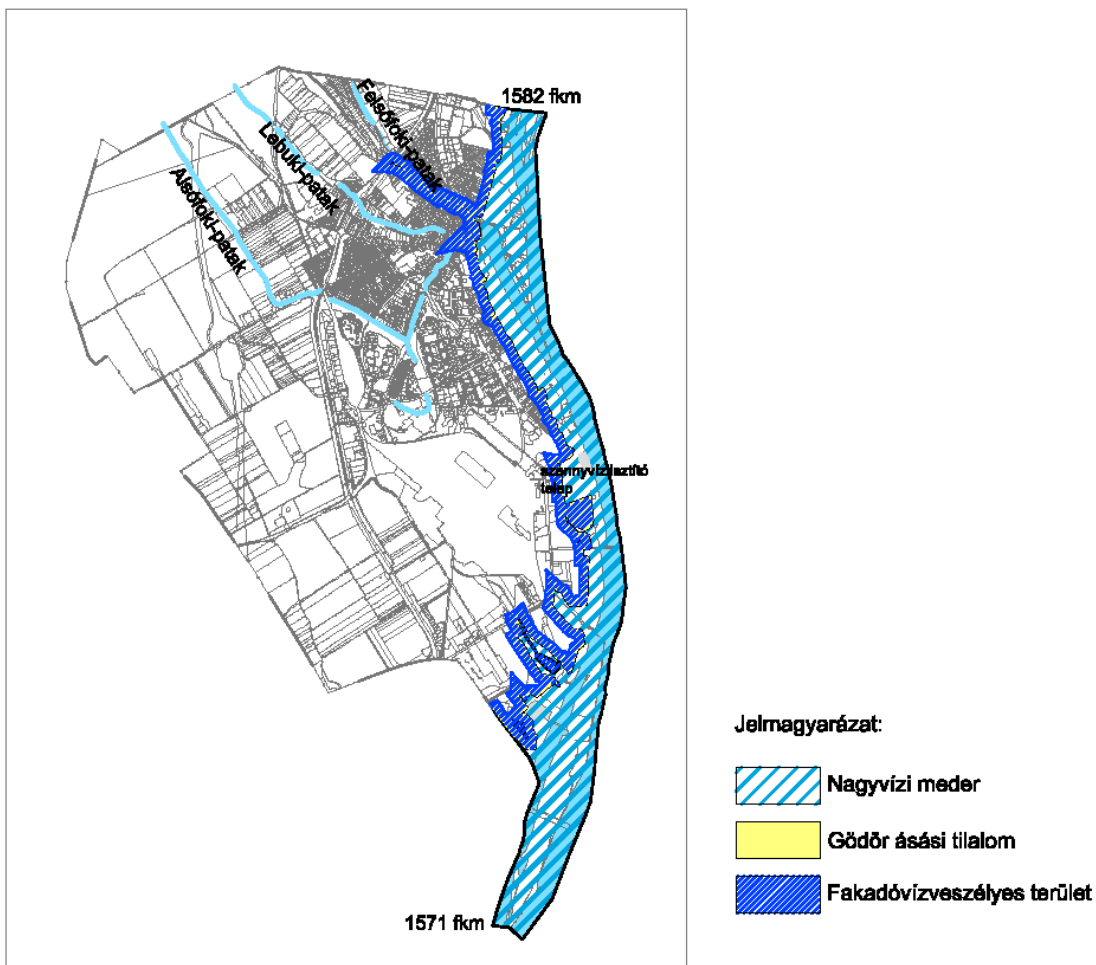 1582 fkm
Felsőfoki-patak
Lebuki-patak
Alsófoki-patak
szennyvíztisztító
telep
Jelmagyarázat:
Nagyvízi meder
Gödör ásási tilalom
Fakadóvízveszélyes terület
1571 fkm